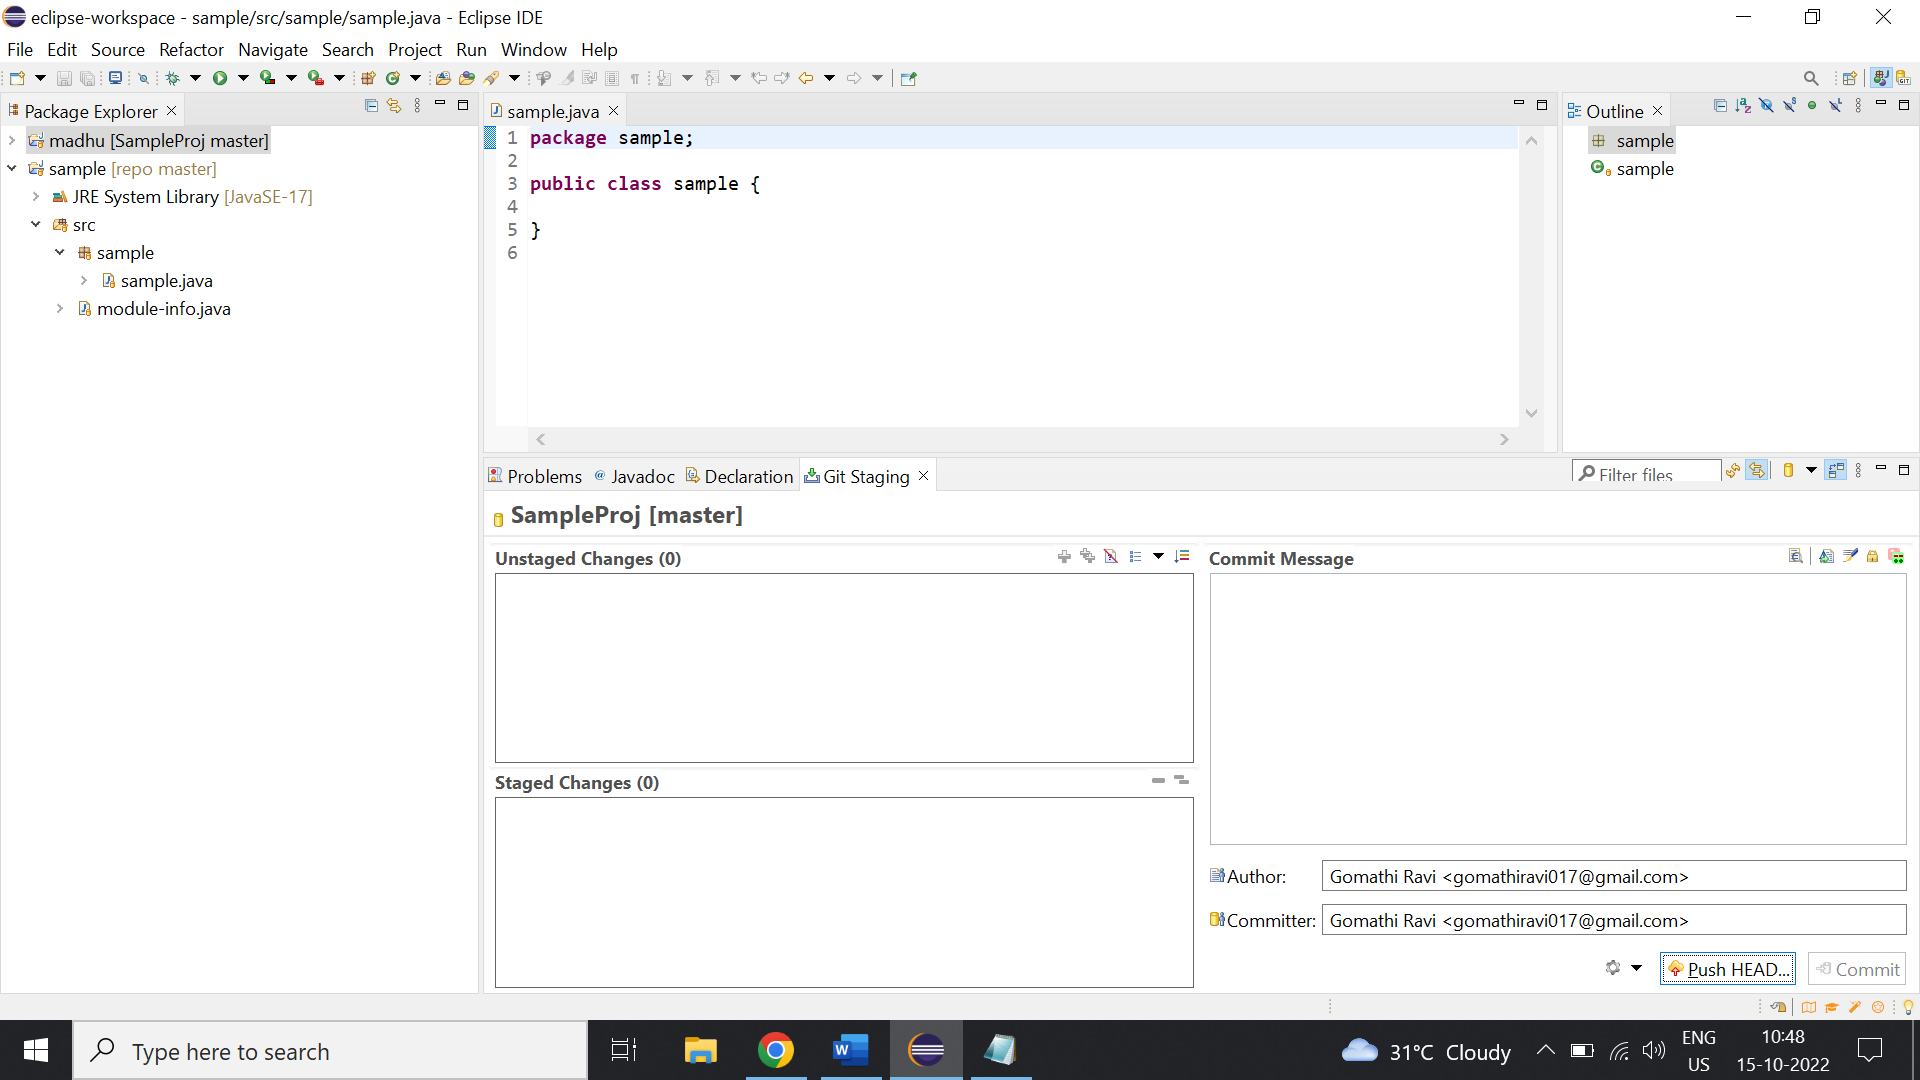 eclipse-workspace - sample/src/sample/sample.java - Eclipse IDE
File Edit Source Refactor Navigate Search Project Run Window Help
Package Explorer
madhu [SampleProj master]
sample [repo master]
JRE System Library [JavaSE-17]
src
sample
sample.java
module-info.java
sample.java
1 package sample;
2
3 public class sample {
4
5 }
6
Outline
sample
sample
Problems @ Javadoc Declaration Git Staging
Filter files
SampleProj [master]
Unstaged Changes (0)
Staged Changes (0)
Commit Message
Author: Gomathi Ravi <gomathiravi017@gmail.com>
Committer: Gomathi Ravi <gomathiravi017@gmail.com>
Push HEAD... Commit
Type here to search
31°C Cloudy
ENG
US
10:48
15-10-2022